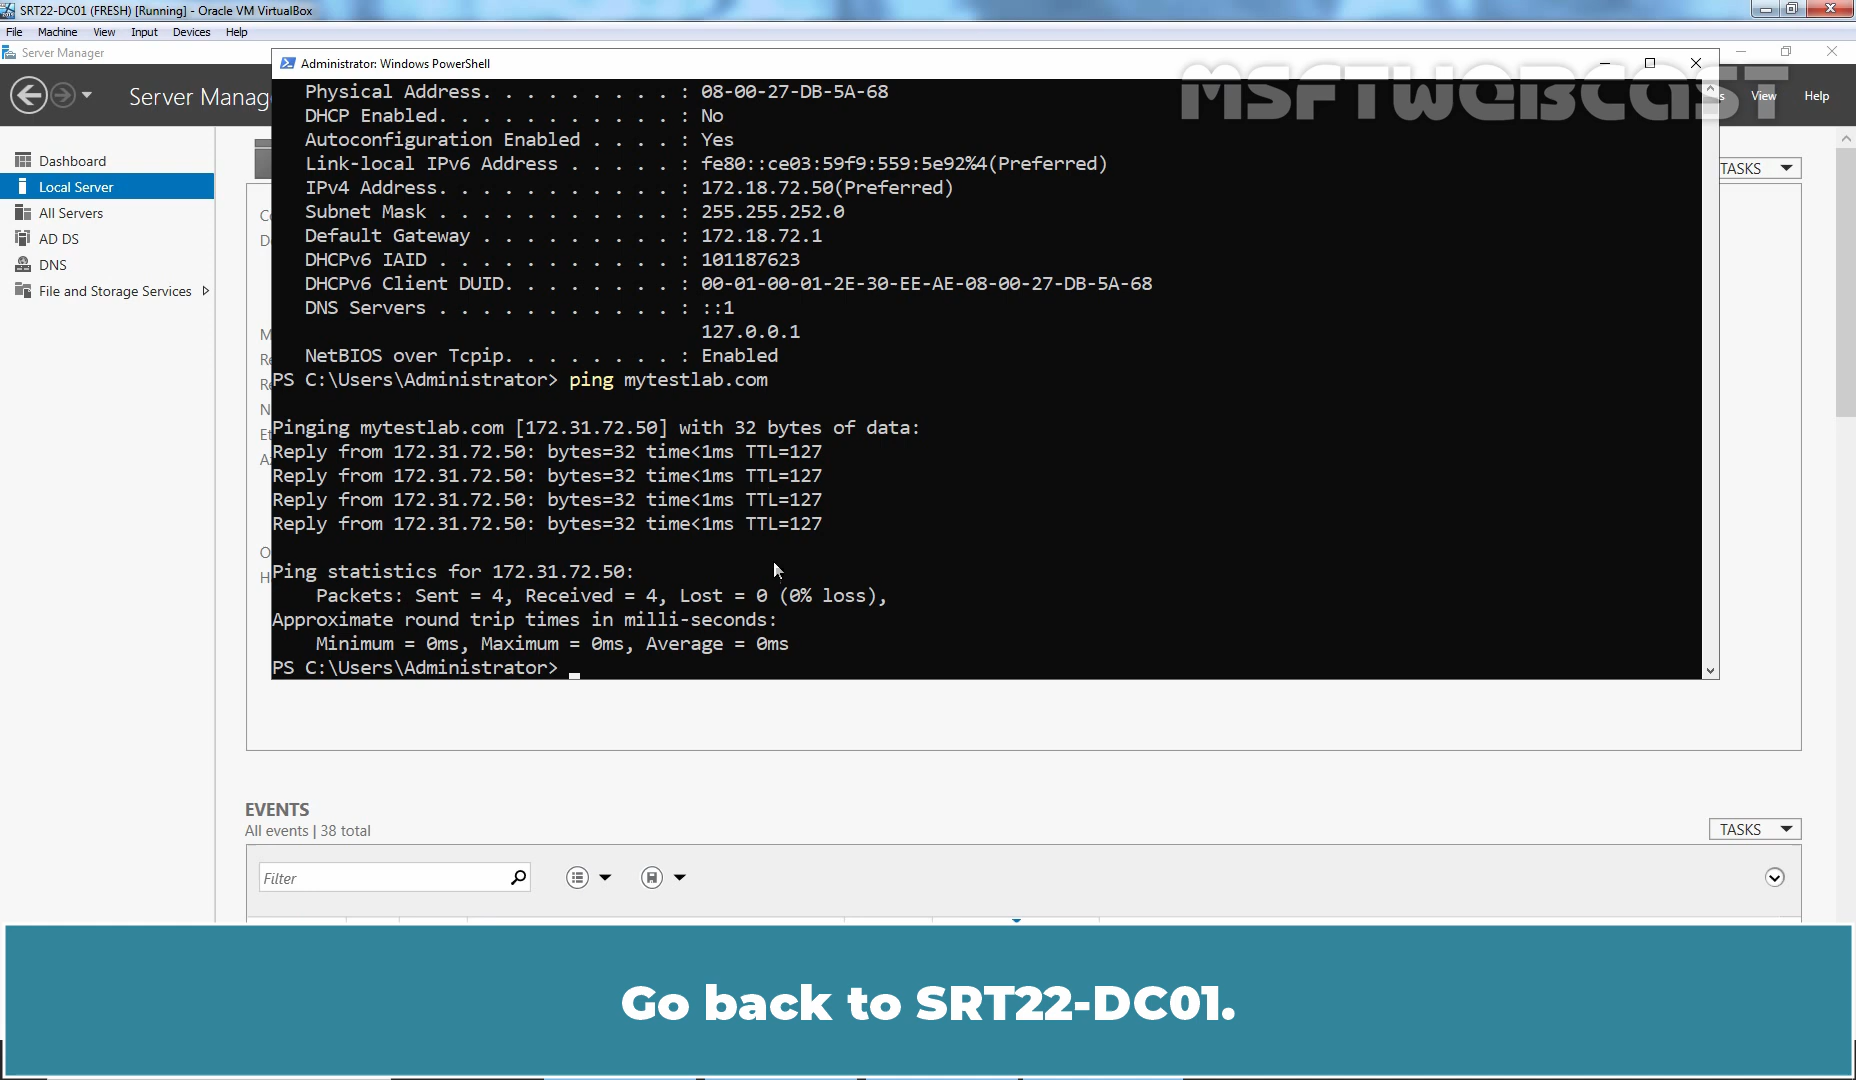 SRT22-DC01 (FRESH) [Running] - Oracle VM VirtualBox
File Machine View Input Devices Help
Server Manager
Administrator: Windows PowerShell
MSFTWEBCAST
Server Manag
View Help
Dashboard
Local Server
All Servers
AD DS
DNS
File and Storage Services
TASKS
Physical Address. . . . . . . . . : 08-00-27-DB-5A-68
DHCP Enabled. . . . . . . . . . . : No
Autoconfiguration Enabled . . . . : Yes
Link-local IPv6 Address . . . . . : fe80::ce03:59f9:559:5e92%4(Preferred)
IPv4 Address. . . . . . . . . . . : 172.18.72.50(Preferred)
Subnet Mask . . . . . . . . . . . : 255.255.252.0
Default Gateway . . . . . . . . . : 172.18.72.1
DHCPv6 IAID . . . . . . . . . . . : 101187623
DHCPv6 Client DUID. . . . . . . . : 00-01-00-01-2E-30-EE-AE-08-00-27-DB-5A-68
DNS Servers . . . . . . . . . . . : ::1
127.0.0.1
NetBIOS over Tcpip. . . . . . . . : Enabled
PS C:\Users\Administrator> ping mytestlab.com
Pinging mytestlab.com [172.31.72.50] with 32 bytes of data:
Reply from 172.31.72.50: bytes=32 time<1ms TTL=127
Reply from 172.31.72.50: bytes=32 time<1ms TTL=127
Reply from 172.31.72.50: bytes=32 time<1ms TTL=127
Reply from 172.31.72.50: bytes=32 time<1ms TTL=127
Ping statistics for 172.31.72.50:
Packets: Sent = 4, Received = 4, Lost = 0 (0% loss),
Approximate round trip times in milli-seconds:
Minimum = 0ms, Maximum = 0ms, Average = 0ms
PS C:\Users\Administrator>
EVENTS
All events | 38 total
TASKS
Filter
Go back to SRT22-DC01.